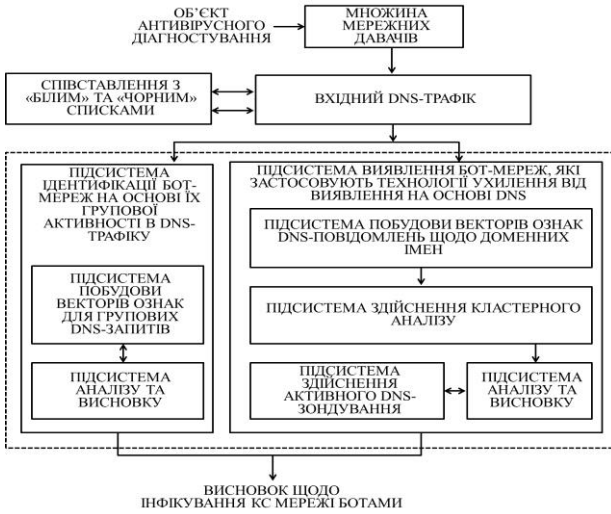 ОБ’ЄКТ
АНТИВІРУСНОГО
ДІАГНОСТУВАННЯ
МНОЖИНА
МЕРЕЖНИХ
ДАВАЧІВ
СПІВСТАВЛЕННЯ З
«БІЛИМ» ТА «ЧОРНИМ»
СПИСКАМИ
ВХІДНИЙ DNS-ТРАФІК
ПІДСИСТЕМА
ІДЕНТИФІКАЦІЇ БОТ-
МЕРЕЖ НА ОСНОВІ ЇХ
ГРУПОВОЇ
АКТИВНОСТІ В DNS-
ТРАФІКУ
ПІДСИСТЕМА
ПОБУДОВИ
ВЕКТОРІВ ОЗНАК
ДЛЯ ГРУПОВИХ
DNS-ЗАПИТІВ
ПІДСИСТЕМА
АНАЛІЗУ ТА
ВИСНОВКУ
ПІДСИСТЕМА ВИЯВЛЕННЯ БОТ-МЕРЕЖ, ЯКІ
ЗАСТОСОВУЮТЬ ТЕХНОЛОГІЇ УХИЛЕННЯ ВІД
ВИЯВЛЕННЯ НА ОСНОВІ DNS
ПІДСИСТЕМА ПОБУДОВИ ВЕКТОРІВ ОЗНАК
DNS-ПОВІДОМЛЕНЬ ЩОДО ДОМЕННИХ
ІМЕН
ПІДСИСТЕМА ЗДІЙСНЕННЯ КЛАСТЕРНОГО
АНАЛІЗУ
ПІДСИСТЕМА
ЗДІЙСНЕННЯ
АКТИВНОГО DNS-
ЗОНДУВАННЯ
ПІДСИСТЕМА
АНАЛІЗУ ТА
ВИСНОВКУ
ВИСНОВОК ЩОДО
ІНФІКУВАННЯ КС МЕРЕЖІ БОТАМИ